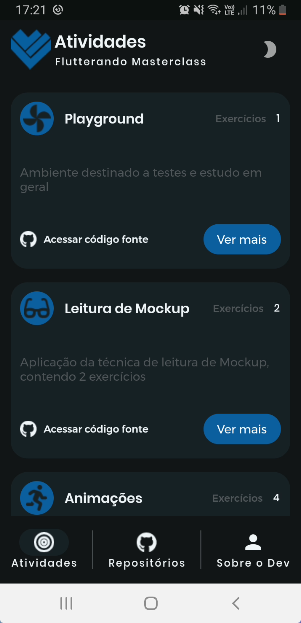 17:21
11%
Atividades
Flutterando Masterclass
Playground
Exercícios 1
Ambiente destinado a testes e estudo em
geral
Acessar código fonte
Ver mais
Leitura de Mockup
Exercícios 2
Aplicação da técnica de leitura de Mockup,
contendo 2 exercícios
Acessar código fonte
Ver mais
Animações
Exercícios 4
Atividades
Repositórios
Sobre o Dev